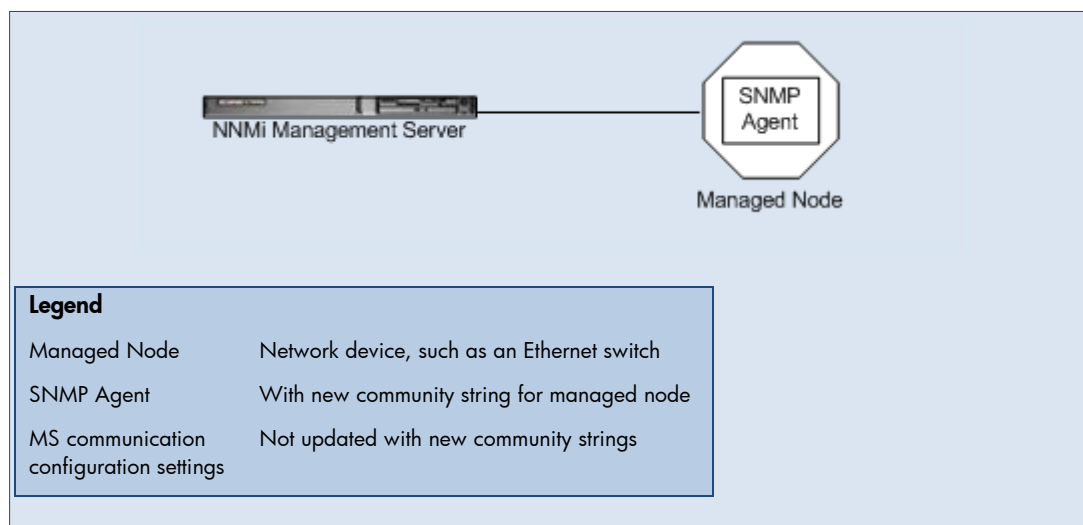 SNMP
Agent
NNMi Management Server
Managed Node
Legend
Managed Node Network device, such as an Ethernet switch
SNMP Agent With new community string for managed node
MS communication Not updated with new community strings
configuration settings